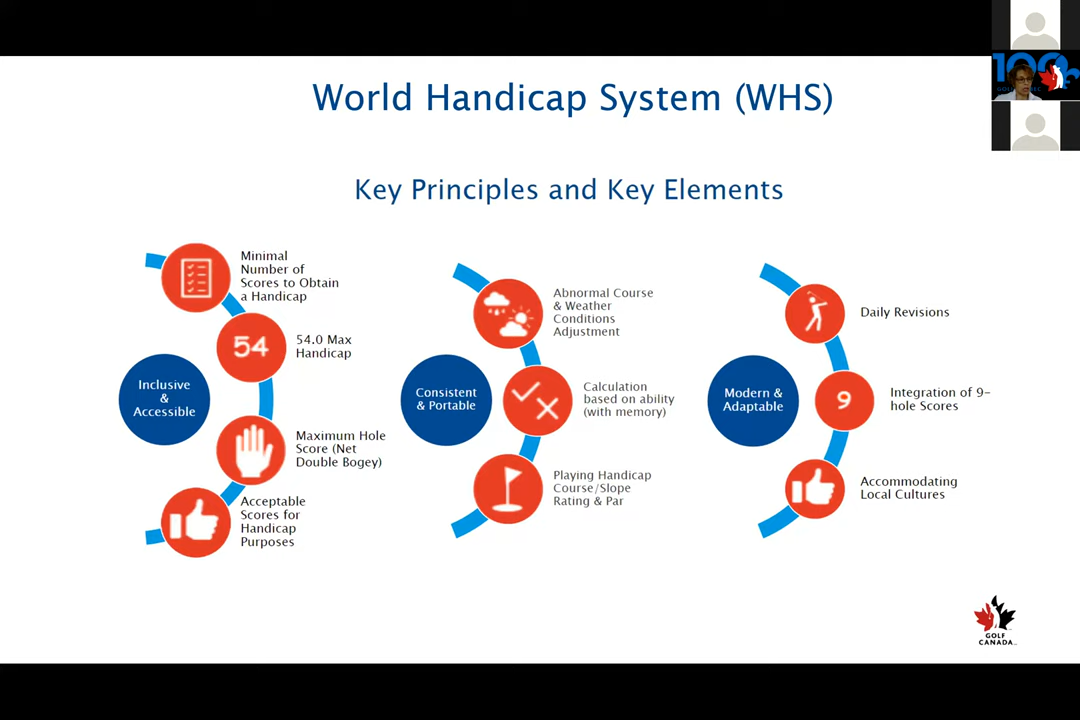 World Handicap System (WHS)
Key Principles and Key Elements
Inclusive
&
Accessible
Minimal
Number of
Scores to Obtain
a Handicap
54
54.0 Max
Handicap
Maximum Hole
Score (Net
Double Bogey)
Acceptable
Scores for
Handicap
Purposes
Consistent
& Portable
Abnormal Course
& Weather
Conditions
Adjustment
Calculation
based on ability
(with memory)
Playing Handicap
Course/Slope
Rating & Par
Modern &
Adaptable
Daily Revisions
9
Integration of 9-
hole Scores
Accommodating
Local Cultures
GOLF
CANADA
100